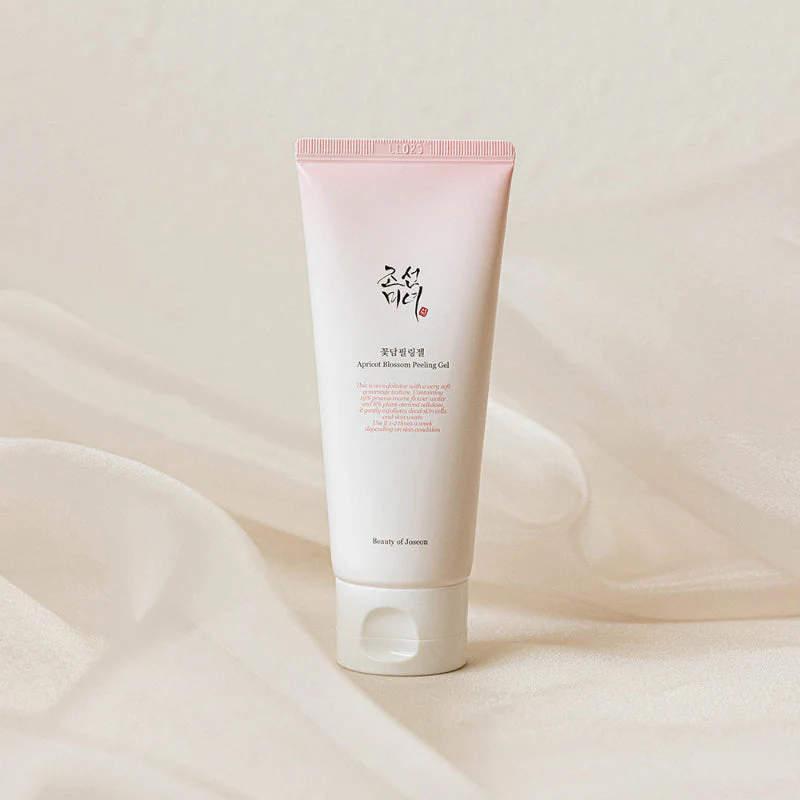 LL023
조선
미녀
꽃담필링젤
Apricot Blossom Peeling Gel
This is an exfoliator with a very soft
gommage texture. Containing
prunus mume flower water
and plant-derived cellulose,
it gently exfoliates dead skin cells
and skin waste
Use it 1-2 times a week
depending on skin condition
Beauty of Joseon